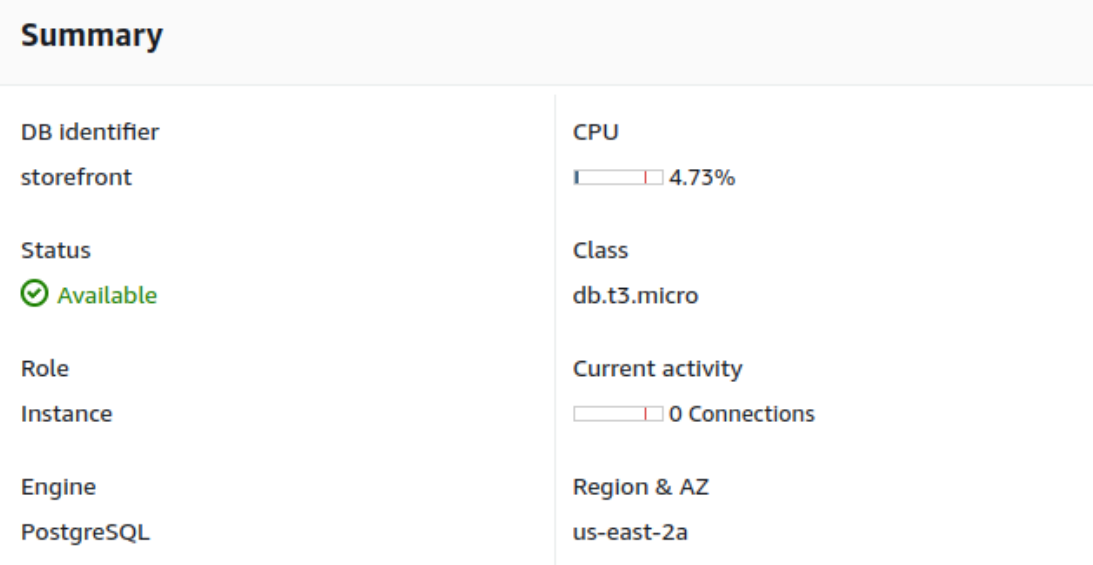 Summary
DB identifier
storefront
Status
Available
Role
Instance
Engine
PostgreSQL
CPU
4.73%
Class
db.t3.micro
Current activity
0 Connections
Region & AZ
us-east-2a